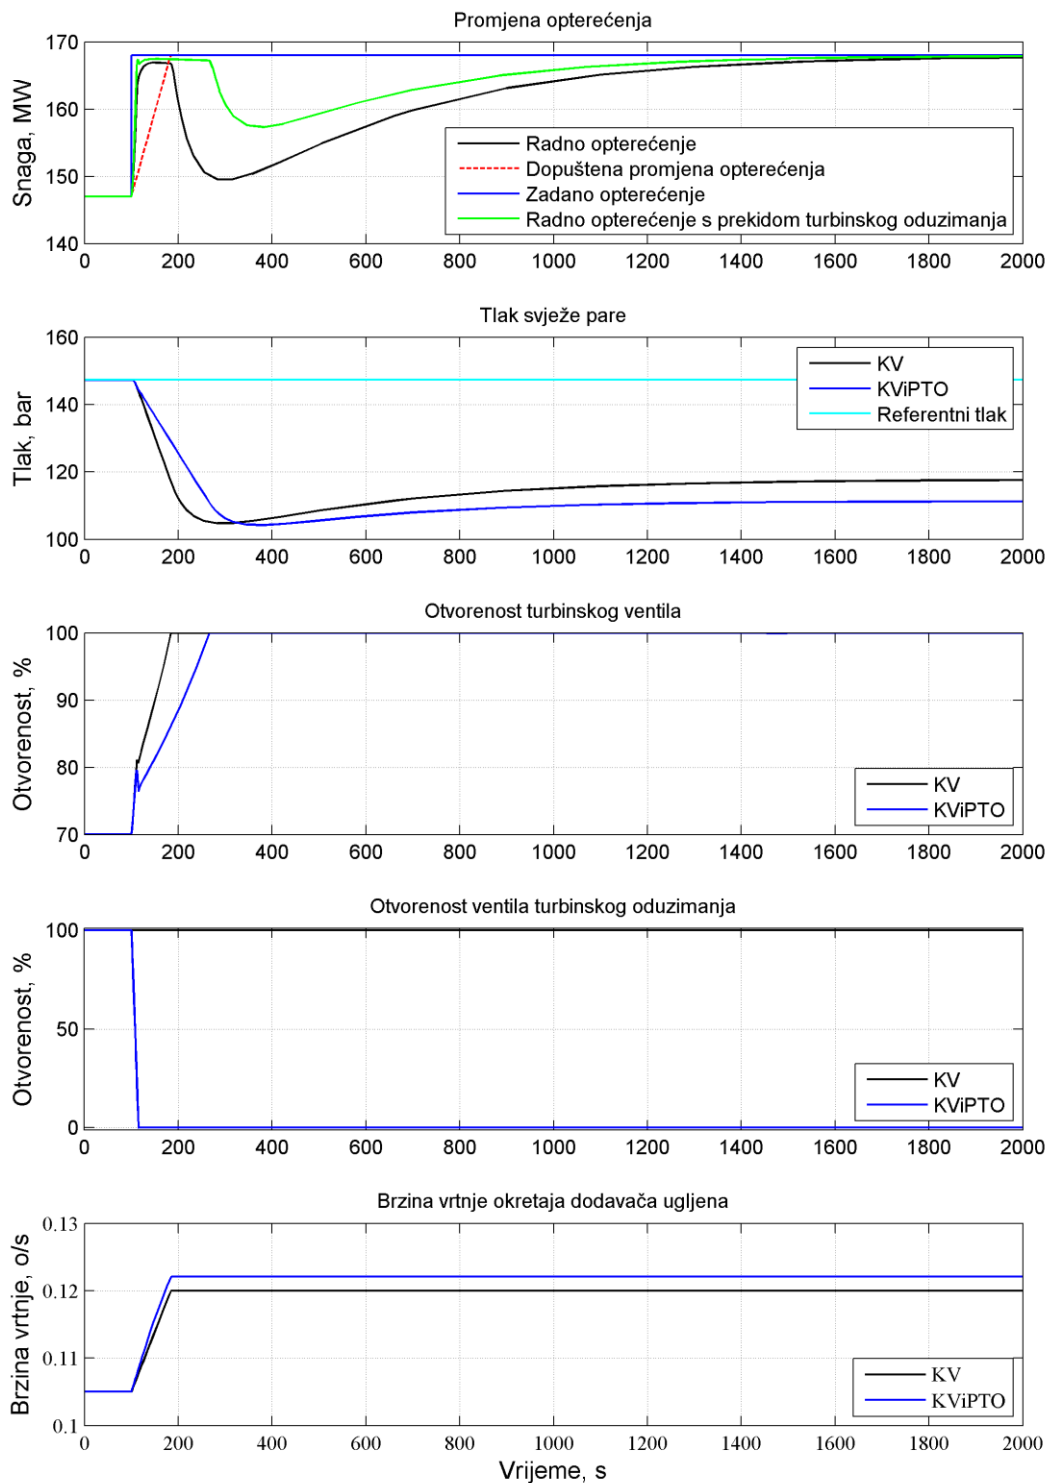 Promjena opterećenja
170
160
150
140
Snaga, MW
Radno opterećenje
Dopuštena promjena opterećenja
Zadano opterećenje
Radno opterećenje s prekidom turbinskog oduzimanja
0 200 400 600 800 1000 1200 1400 1600 1800 2000
Tlak svježe pare
160
140
120
100
Tlak, bar
KV
KViPTO
Referentni tlak
0 200 400 600 800 1000 1200 1400 1600 1800 2000
Otvorenost turbinskog ventila
100
90
80
70
Otvorenost, %
KV
KViPTO
0 200 400 600 800 1000 1200 1400 1600 1800 2000
Otvorenost ventila turbinskog oduzimanja
100
50
0
Otvorenost, %
KV
KViPTO
0 200 400 600 800 1000 1200 1400 1600 1800 2000
Brzina vrtnje okretaja dodavača ugljena
0.13
0.12
0.11
0.1
Brzina vrtnje, o/s
KV
KViPTO
0 200 400 600 800 1000 1200 1400 1600 1800 2000
Vrijeme, s